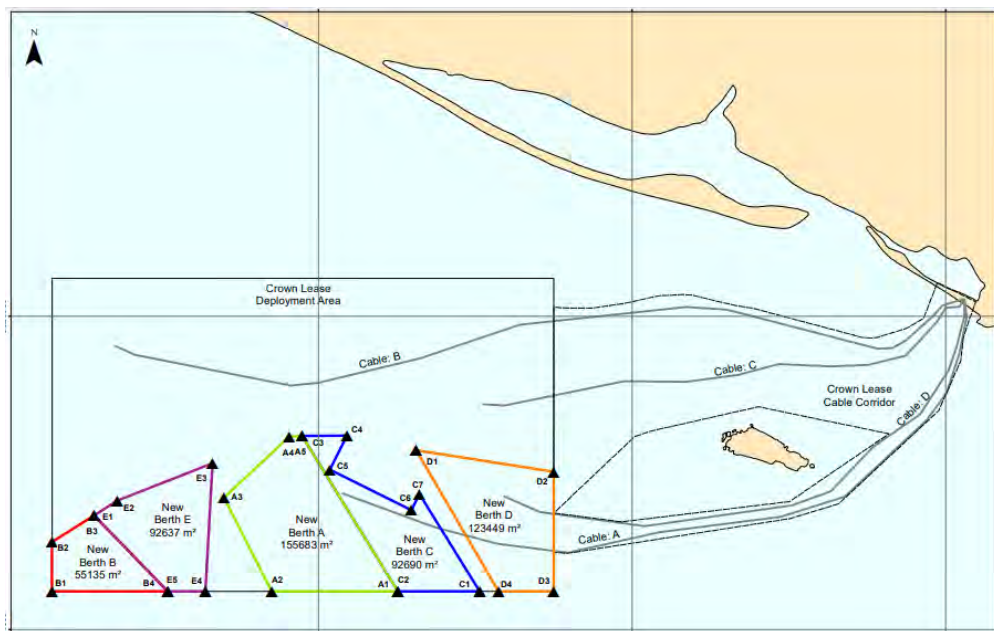 N
Crown Lease
Deployment Area
Cable: B
Cable: C
Crown Lease
Cable Corridor
Cable: D
A4
A5
C3
C4
D1
D2
E3
C5
A3
C7
C6
E2
E1
B3
New
Berth E
92637 m²
New
Berth A
155683 m²
New
Berth D
123449 m²
Cable: A
B2
New
Berth B
55135 m²
New
Berth C
92690 m²
B1
B4
E5
E4
A2
A1
C2
C1
D4
D3